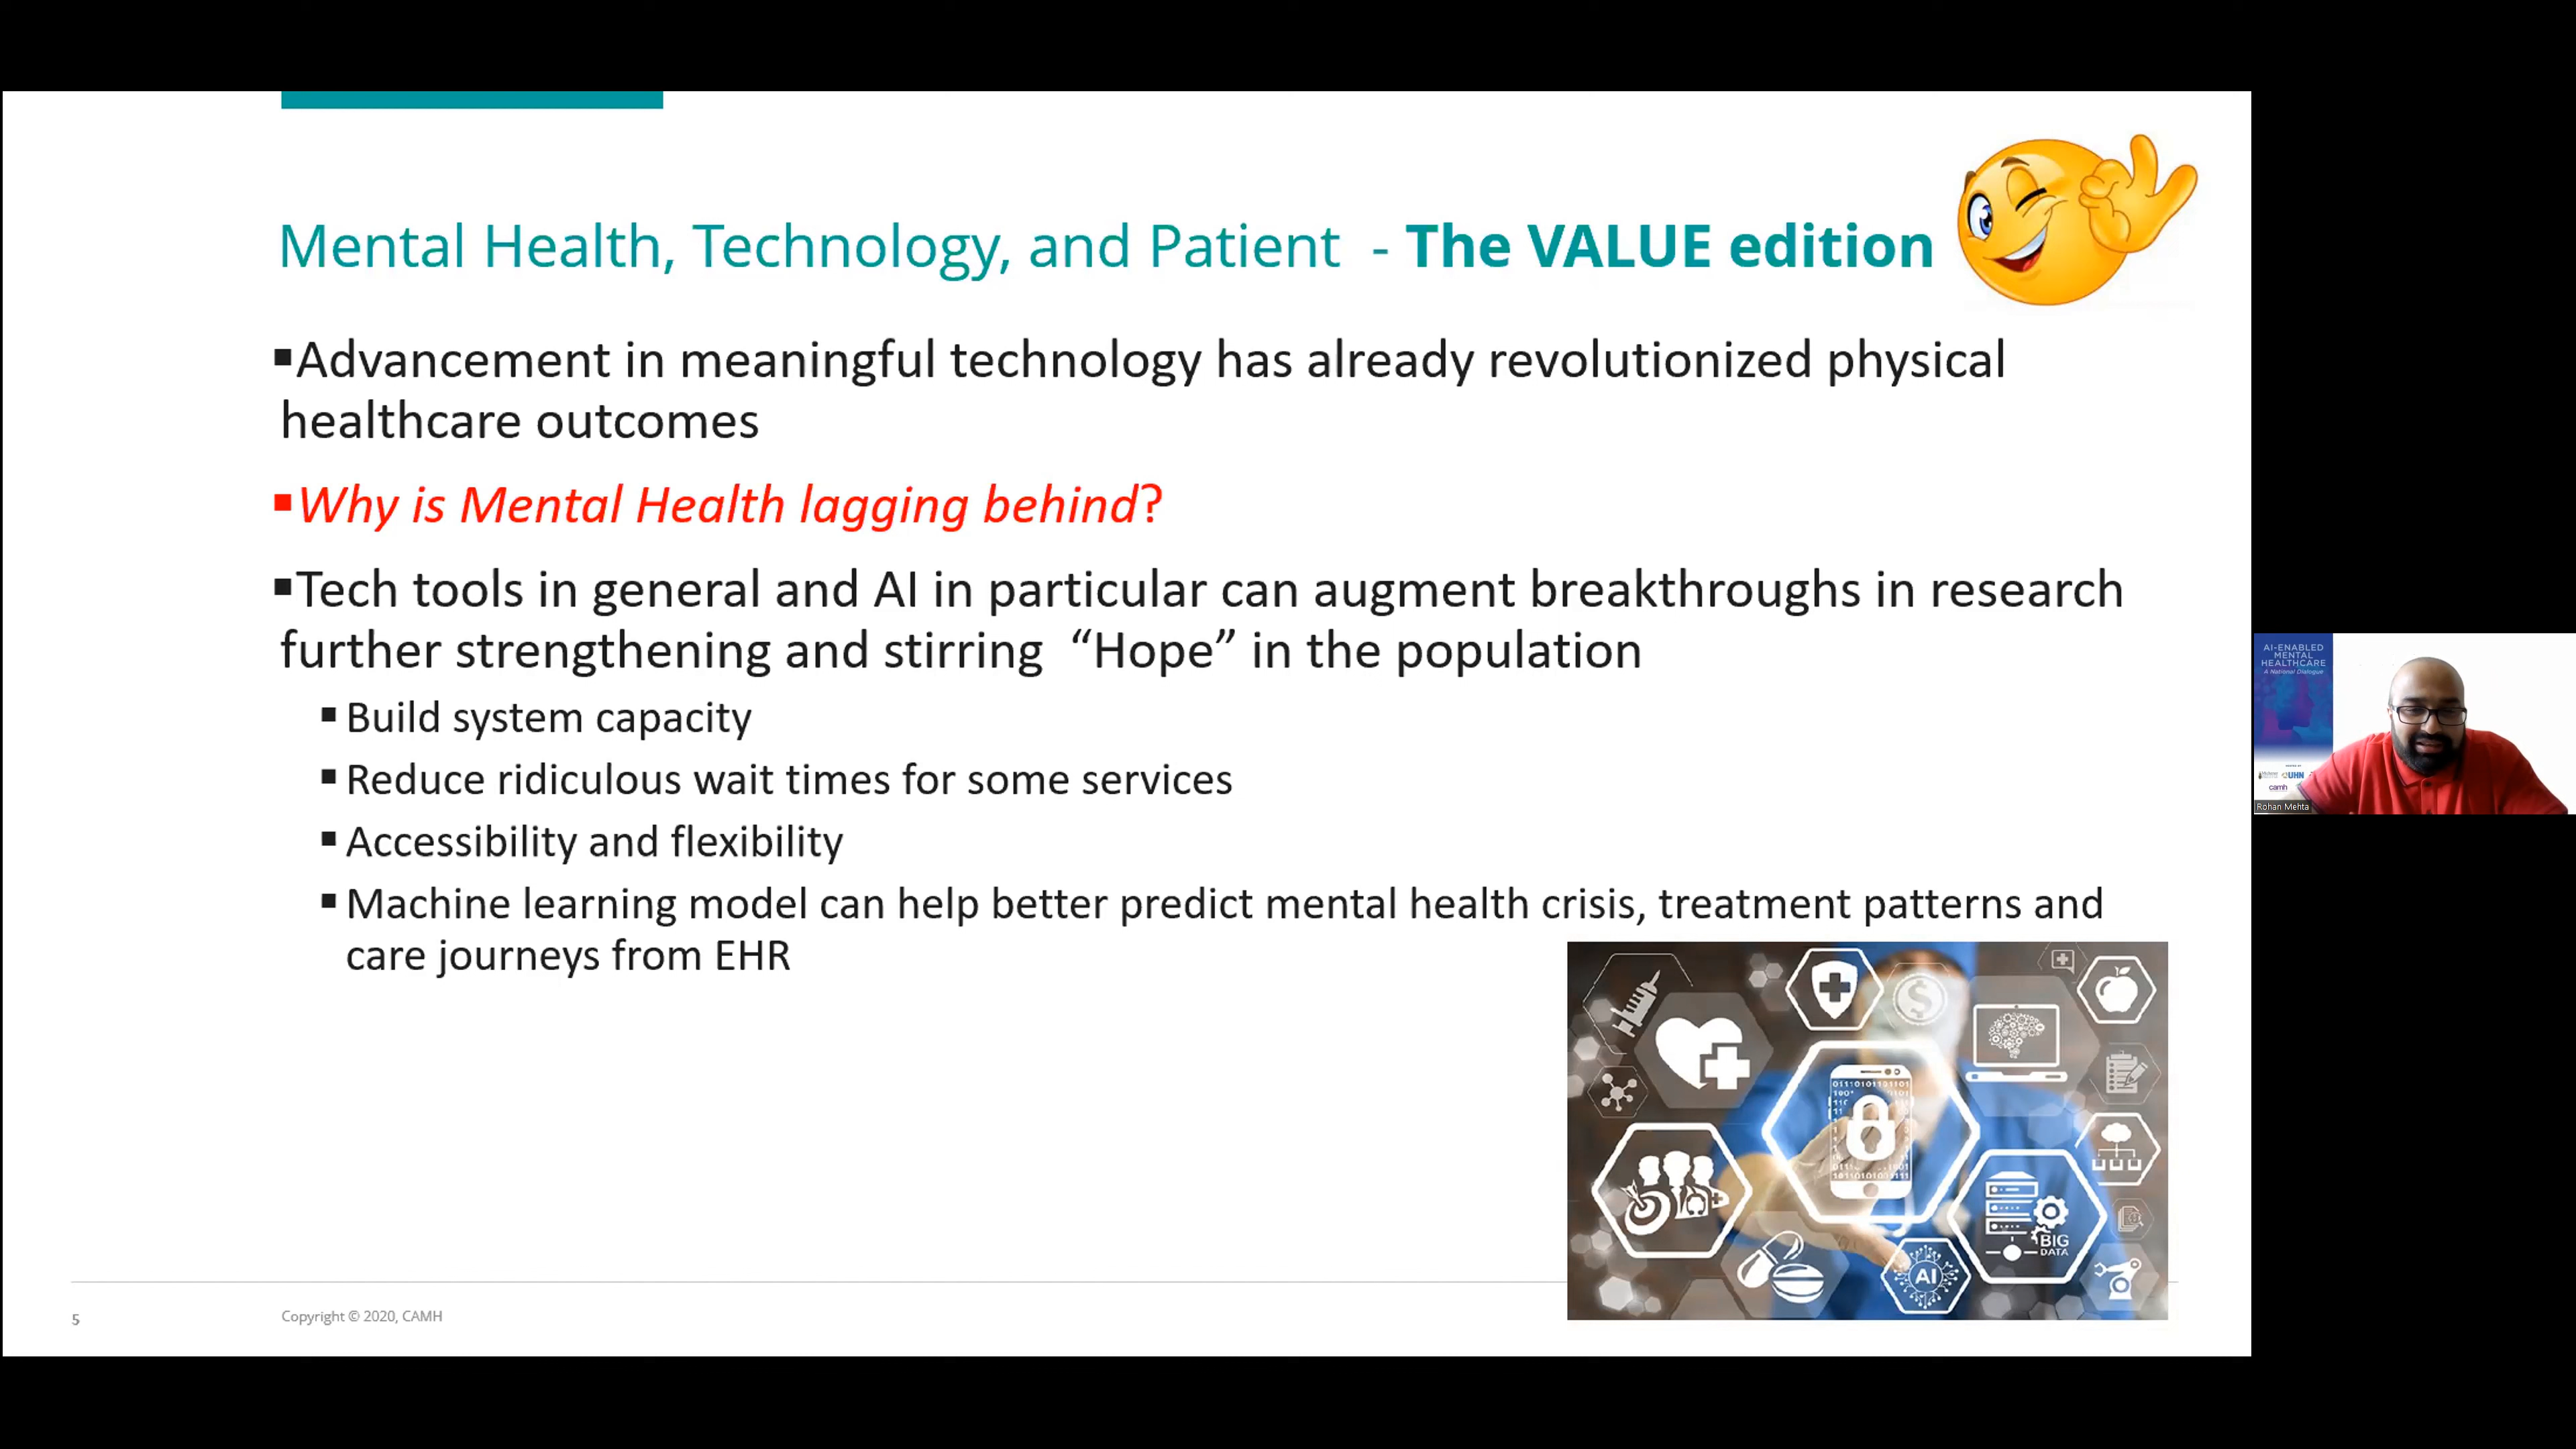 Mental Health, Technology, and Patient - The VALUE edition
▪Advancement in meaningful technology has already revolutionized physical
healthcare outcomes
▪Why is Mental Health lagging behind?
▪Tech tools in general and AI in particular can augment breakthroughs in research
further strengthening and stirring “Hope” in the population
▪Build system capacity
▪Reduce ridiculous wait times for some services
▪Accessibility and flexibility
▪Machine learning model can help better predict mental health crisis, treatment patterns and
care journeys from EHR
AI
BIG
DATA
5
Copyright © 2020, CAMH
AI-ENABLED
MENTAL
HEALTHCARE
A National Dialogue
UHN
camh
Rohan Mehta